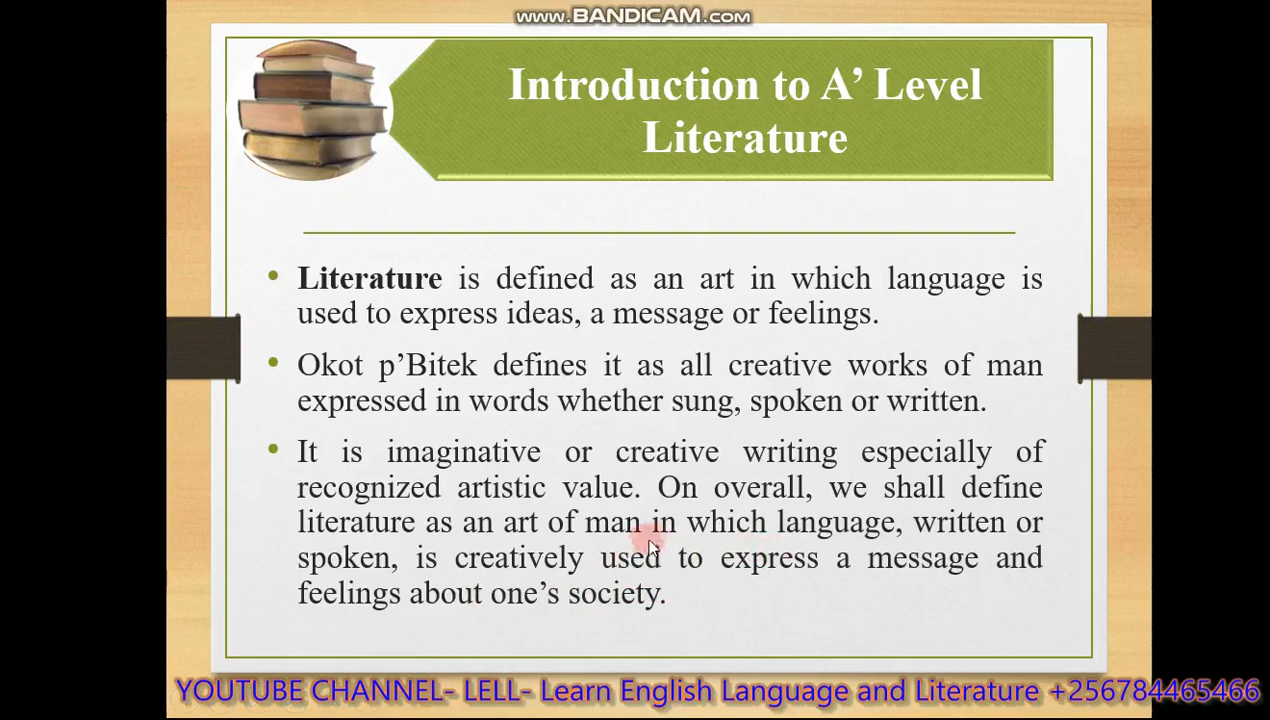 www.BANDICAM.com
Introduction to A’ Level
Literature
• Literature is defined as an art in which language is
used to express ideas, a message or feelings.
• Okot p’Bitek defines it as all creative works of man
expressed in words whether sung, spoken or written.
• It is imaginative or creative writing especially of
recognized artistic value. On overall, we shall define
literature as an art of man in which language, written or
spoken, is creatively used to express a message and
feelings about one’s society.
YOUTUBE CHANNEL- LELL- Learn English Language and Literature +256784465466